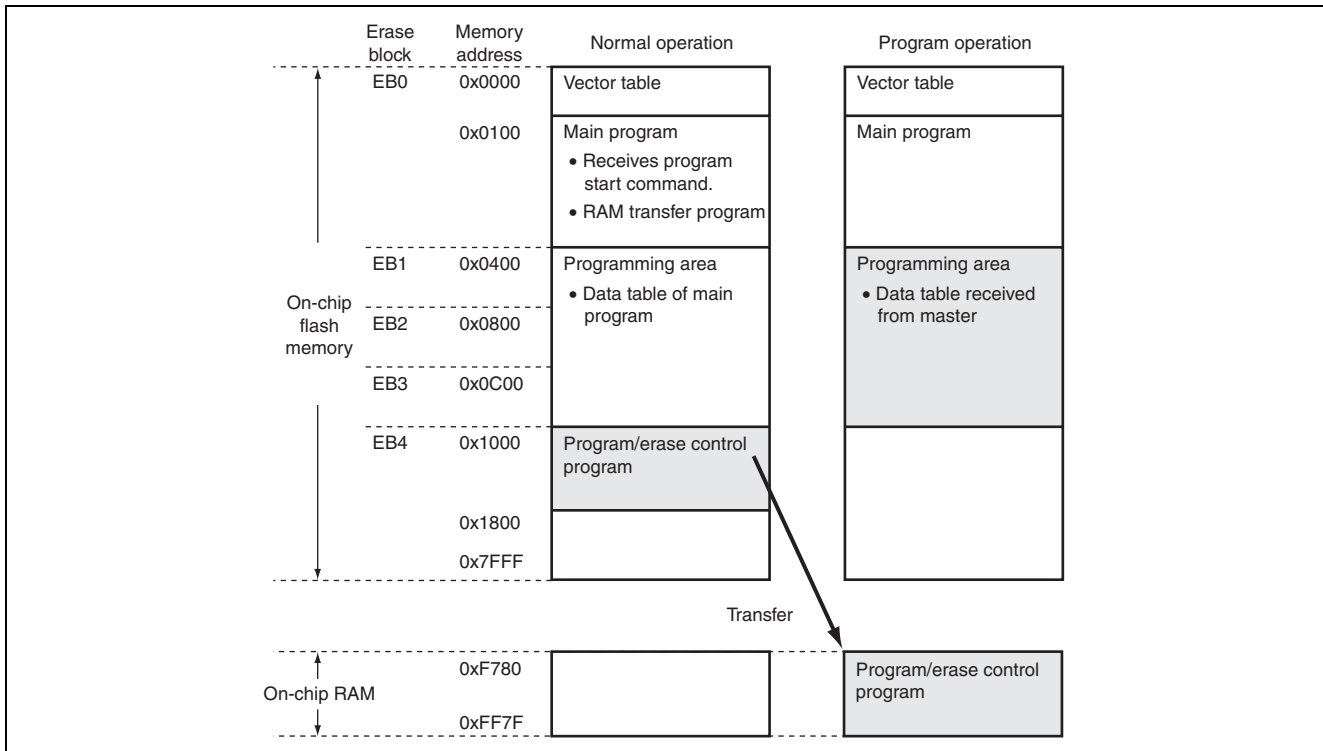 Erase block
Memory address
Normal operation
Program operation
EB0
0x0000
Vector table
Vector table
0x0100
Main program
• Receives program
start command.
• RAM transfer program
Main program
EB1
0x0400
Programming area
• Data table of main
program
Programming area
• Data table received
from master
On-chip
flash
memory
EB2
0x0800
EB3
0x0C00
EB4
0x1000
Program/erase control
program
0x1800
0x7FFF
Transfer
On-chip RAM
0xF780
0xFF7F
Program/erase control
program